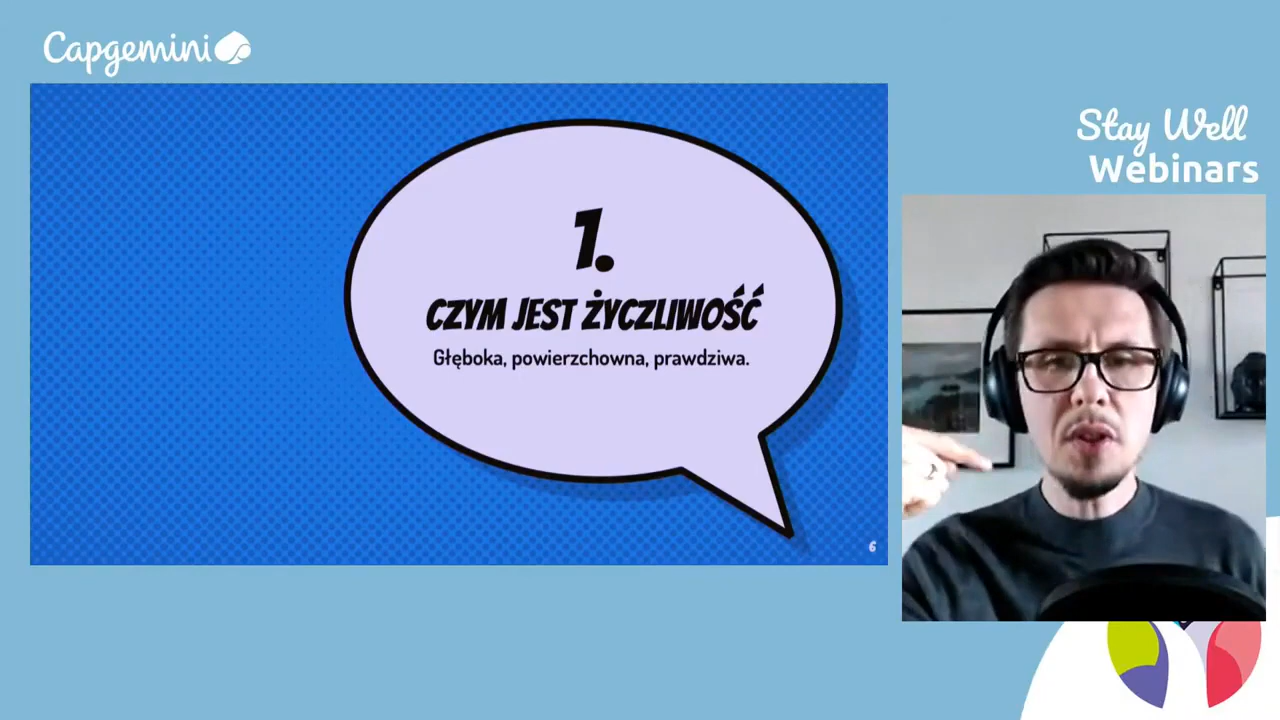 Capgemini
Stay Well
Webinars
1.
CZYM JEST ŻYCZLIWOŚĆ
Głęboka, powierzchowna, prawdziwa.
6